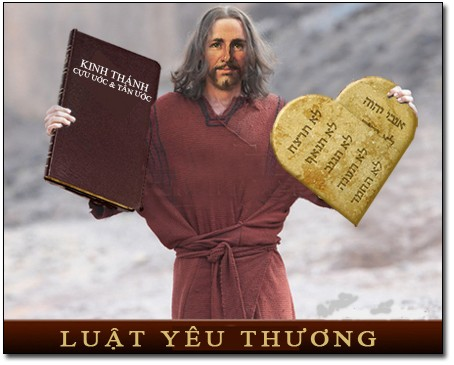 KINH THÁNH
CỰU ƯỚC & TÂN ƯỚC
אנכי יהוה
לא
לא תרצח
לא תנאף
לא תגנב
לא תענה
לא תחמד
LUẬT YÊU THƯƠNG